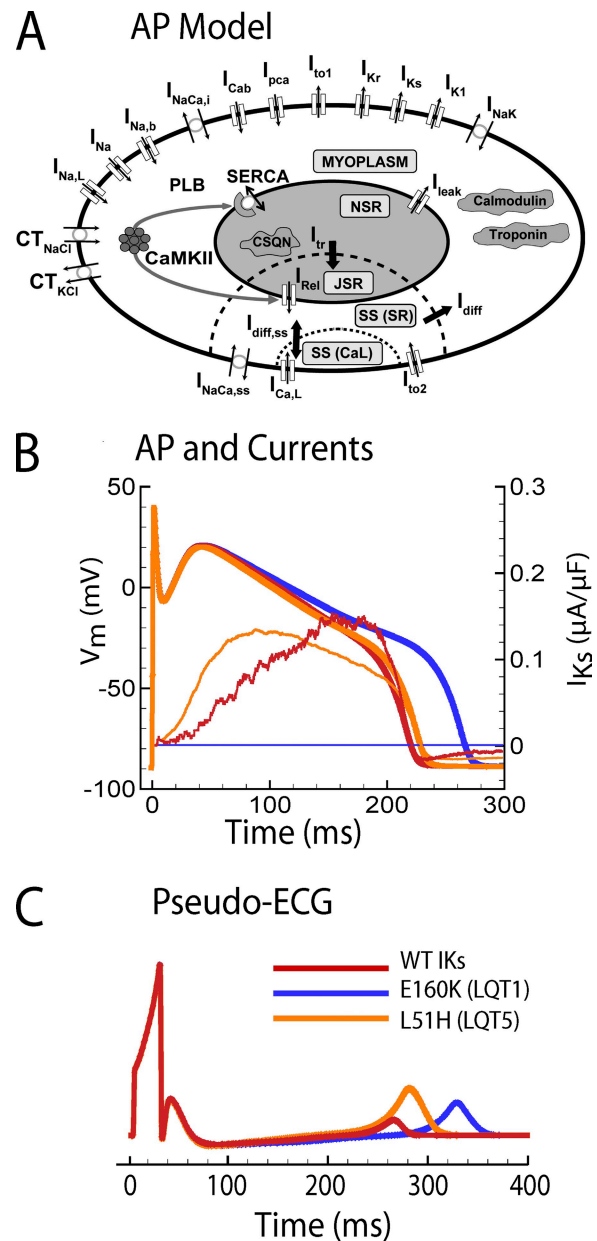 A
AP Model
I_Na,L
I_Na
I_Na,b
I_NaCa,i
I_Cab
I_pca
I_to1
I_Kr
I_Ks
I_K1
I_NaK
PLB
SERCA
MYOPLASM
NSR
I_leak
Calmodulin
Troponin
CT_NaCl
CT_KCl
CaMKII
CSQN
I_tr
I_Rel
JSR
SS (SR)
I_diff
I_diff,ss
SS (CaL)
I_NaCa,ss
I_Ca,L
I_to2
B
AP and Currents
50
0
-50
-100
V_m (mV)
0.3
0.2
0.1
0
I_Ks (µA/µF)
0 100 200 300
Time (ms)
C
Pseudo-ECG
WT IKs
E160K (LQT1)
L51H (LQT5)
0 100 200 300 400
Time (ms)